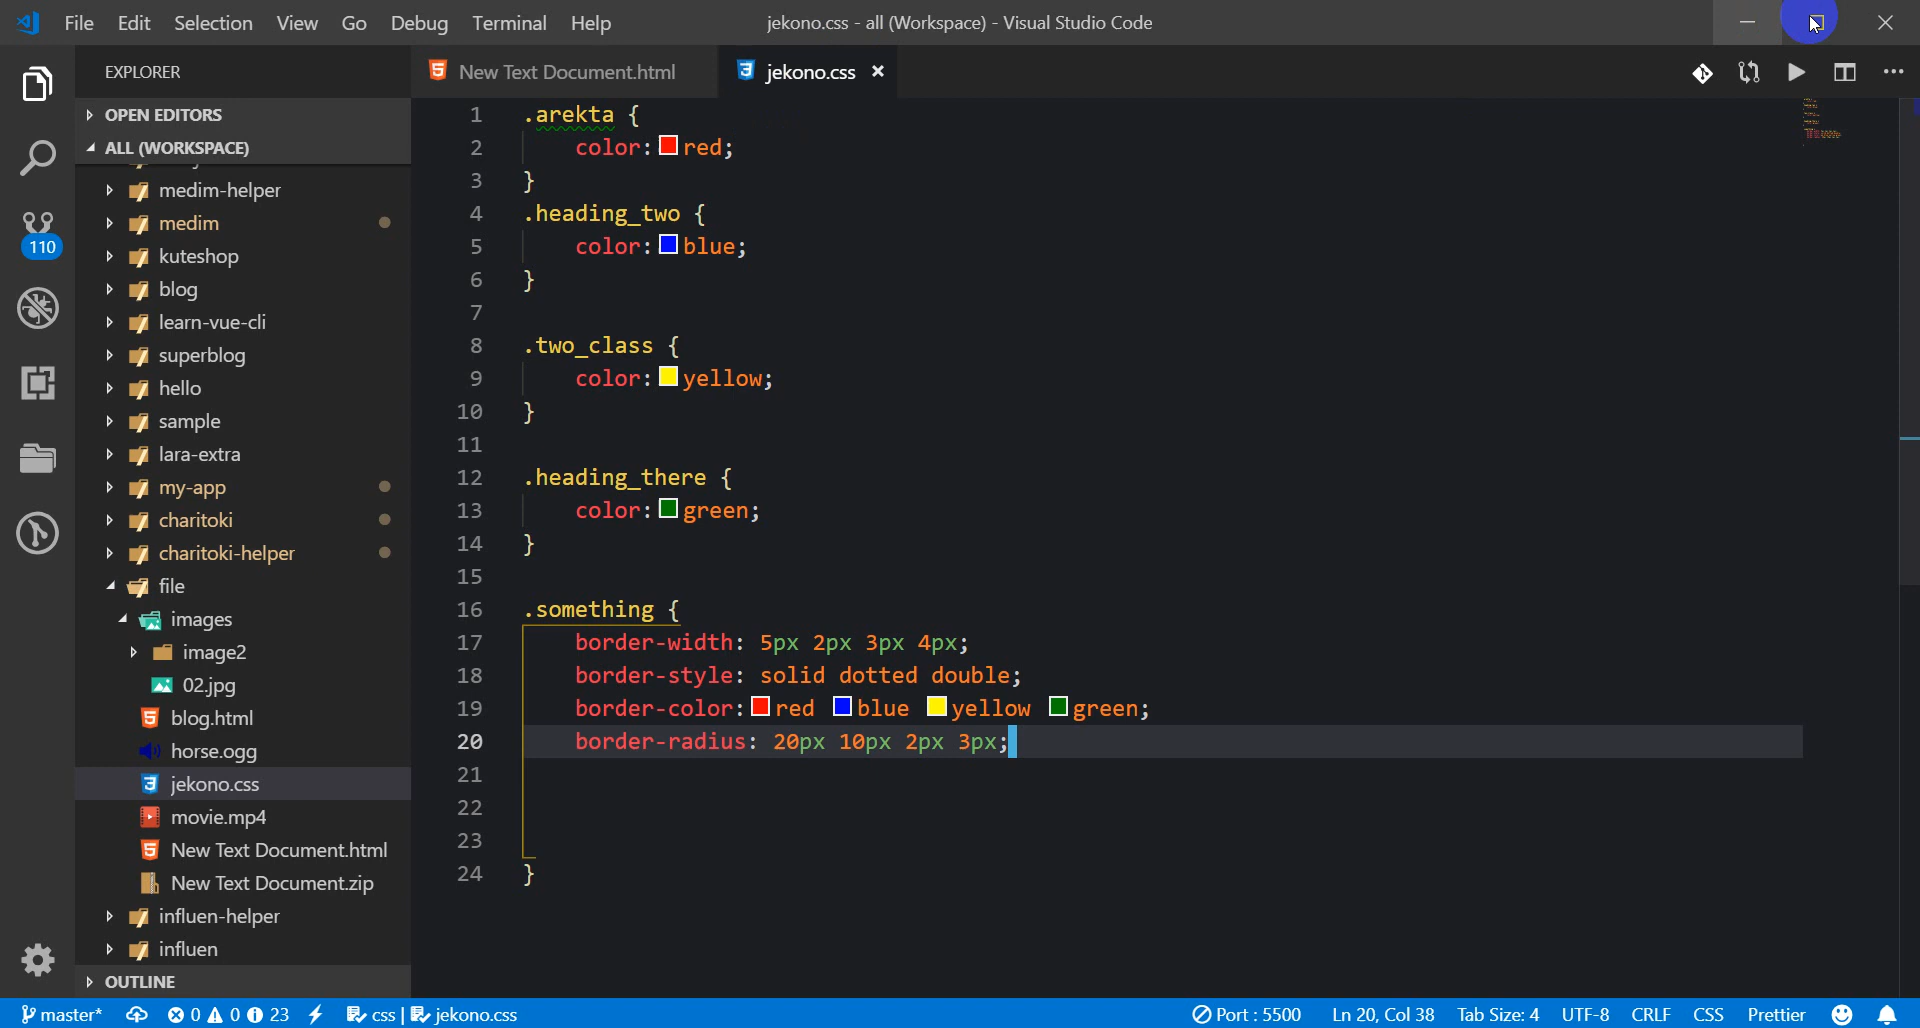 File Edit Selection View Go Debug Terminal Help jekono.css - all (Workspace) - Visual Studio Code
EXPLORER
New Text Document.html
jekono.css
OPEN EDITORS
ALL (WORKSPACE)
medim-helper
medim
110
kuteshop
blog
learn-vue-cli
superblog
hello
sample
lara-extra
my-app
charitoki
charitoki-helper
file
images
image2
02.jpg
blog.html
horse.ogg
jekono.css
movie.mp4
New Text Document.html
New Text Document.zip
influen-helper
influen
OUTLINE
1 .arekta {
2 color: red;
3 }
4 .heading_two {
5 color: blue;
6 }
7
8 .two_class {
9 color: yellow;
10 }
11
12 .heading_there {
13 color: green;
14 }
15
16 .something {
17 border-width: 5px 2px 3px 4px;
18 border-style: solid dotted double;
19 border-color: red blue yellow green;
20 border-radius: 20px 10px 2px 3px;
21
22
23
24 }
master* 0 0 23 css | jekono.css Port : 5500 Ln 20, Col 38 Tab Size: 4 UTF-8 CRLF CSS Prettier